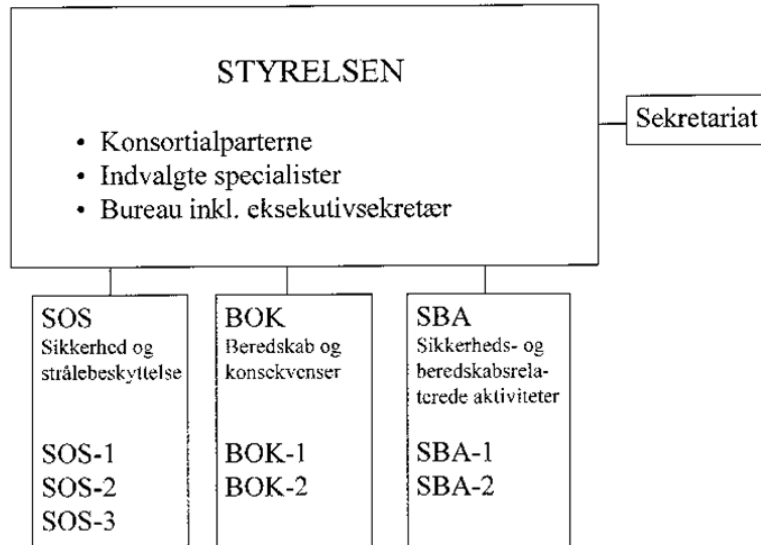 STYRELSEN
• Konsortialparterne
• Indvalgte specialister
• Bureau inkl. eksekutivsekretær
Sekretariat
SOS
Sikkerhed og
strålebeskyttelse
SOS-1
SOS-2
SOS-3
BOK
Beredskab og
konsekvenser
BOK-1
BOK-2
SBA
Sikkerheds- og
beredskabsrela-
terede aktiviteter
SBA-1
SBA-2